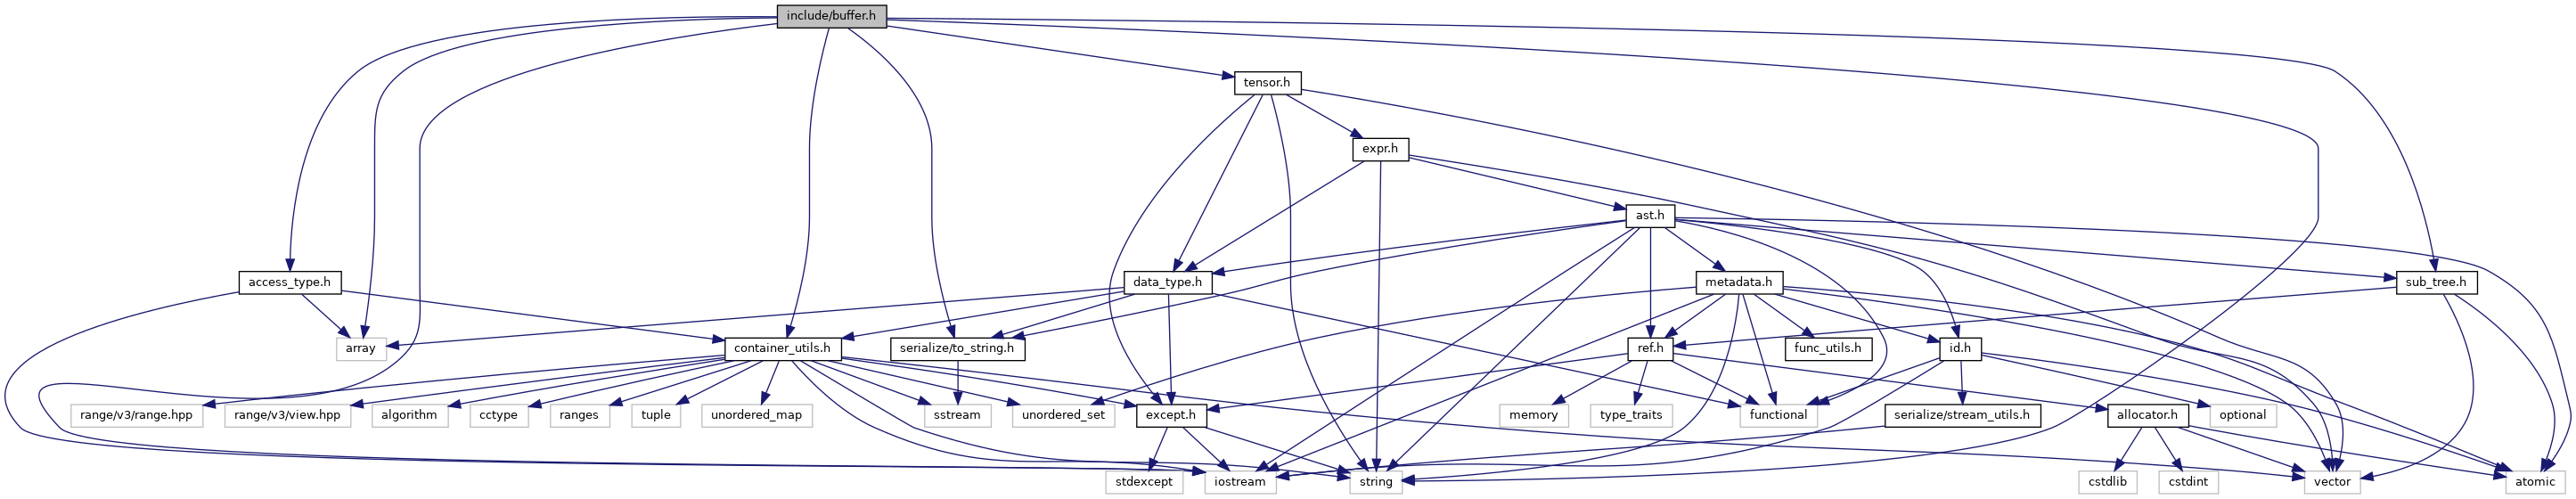 include/buffer.h
tensor.h
expr.h
ast.h
access_type.h
data_type.h
metadata.h
sub_tree.h
array
container_utils.h
serialize/to_string.h
ref.h
func_utils.h
id.h
range/v3/range.hpp
range/v3/view.hpp
algorithm
cctype
ranges
tuple
unordered_map
sstream
unordered_set
except.h
memory
type_traits
functional
serialize/stream_utils.h
allocator.h
optional
stdexcept
iostream
string
cstdlib
cstdint
vector
atomic